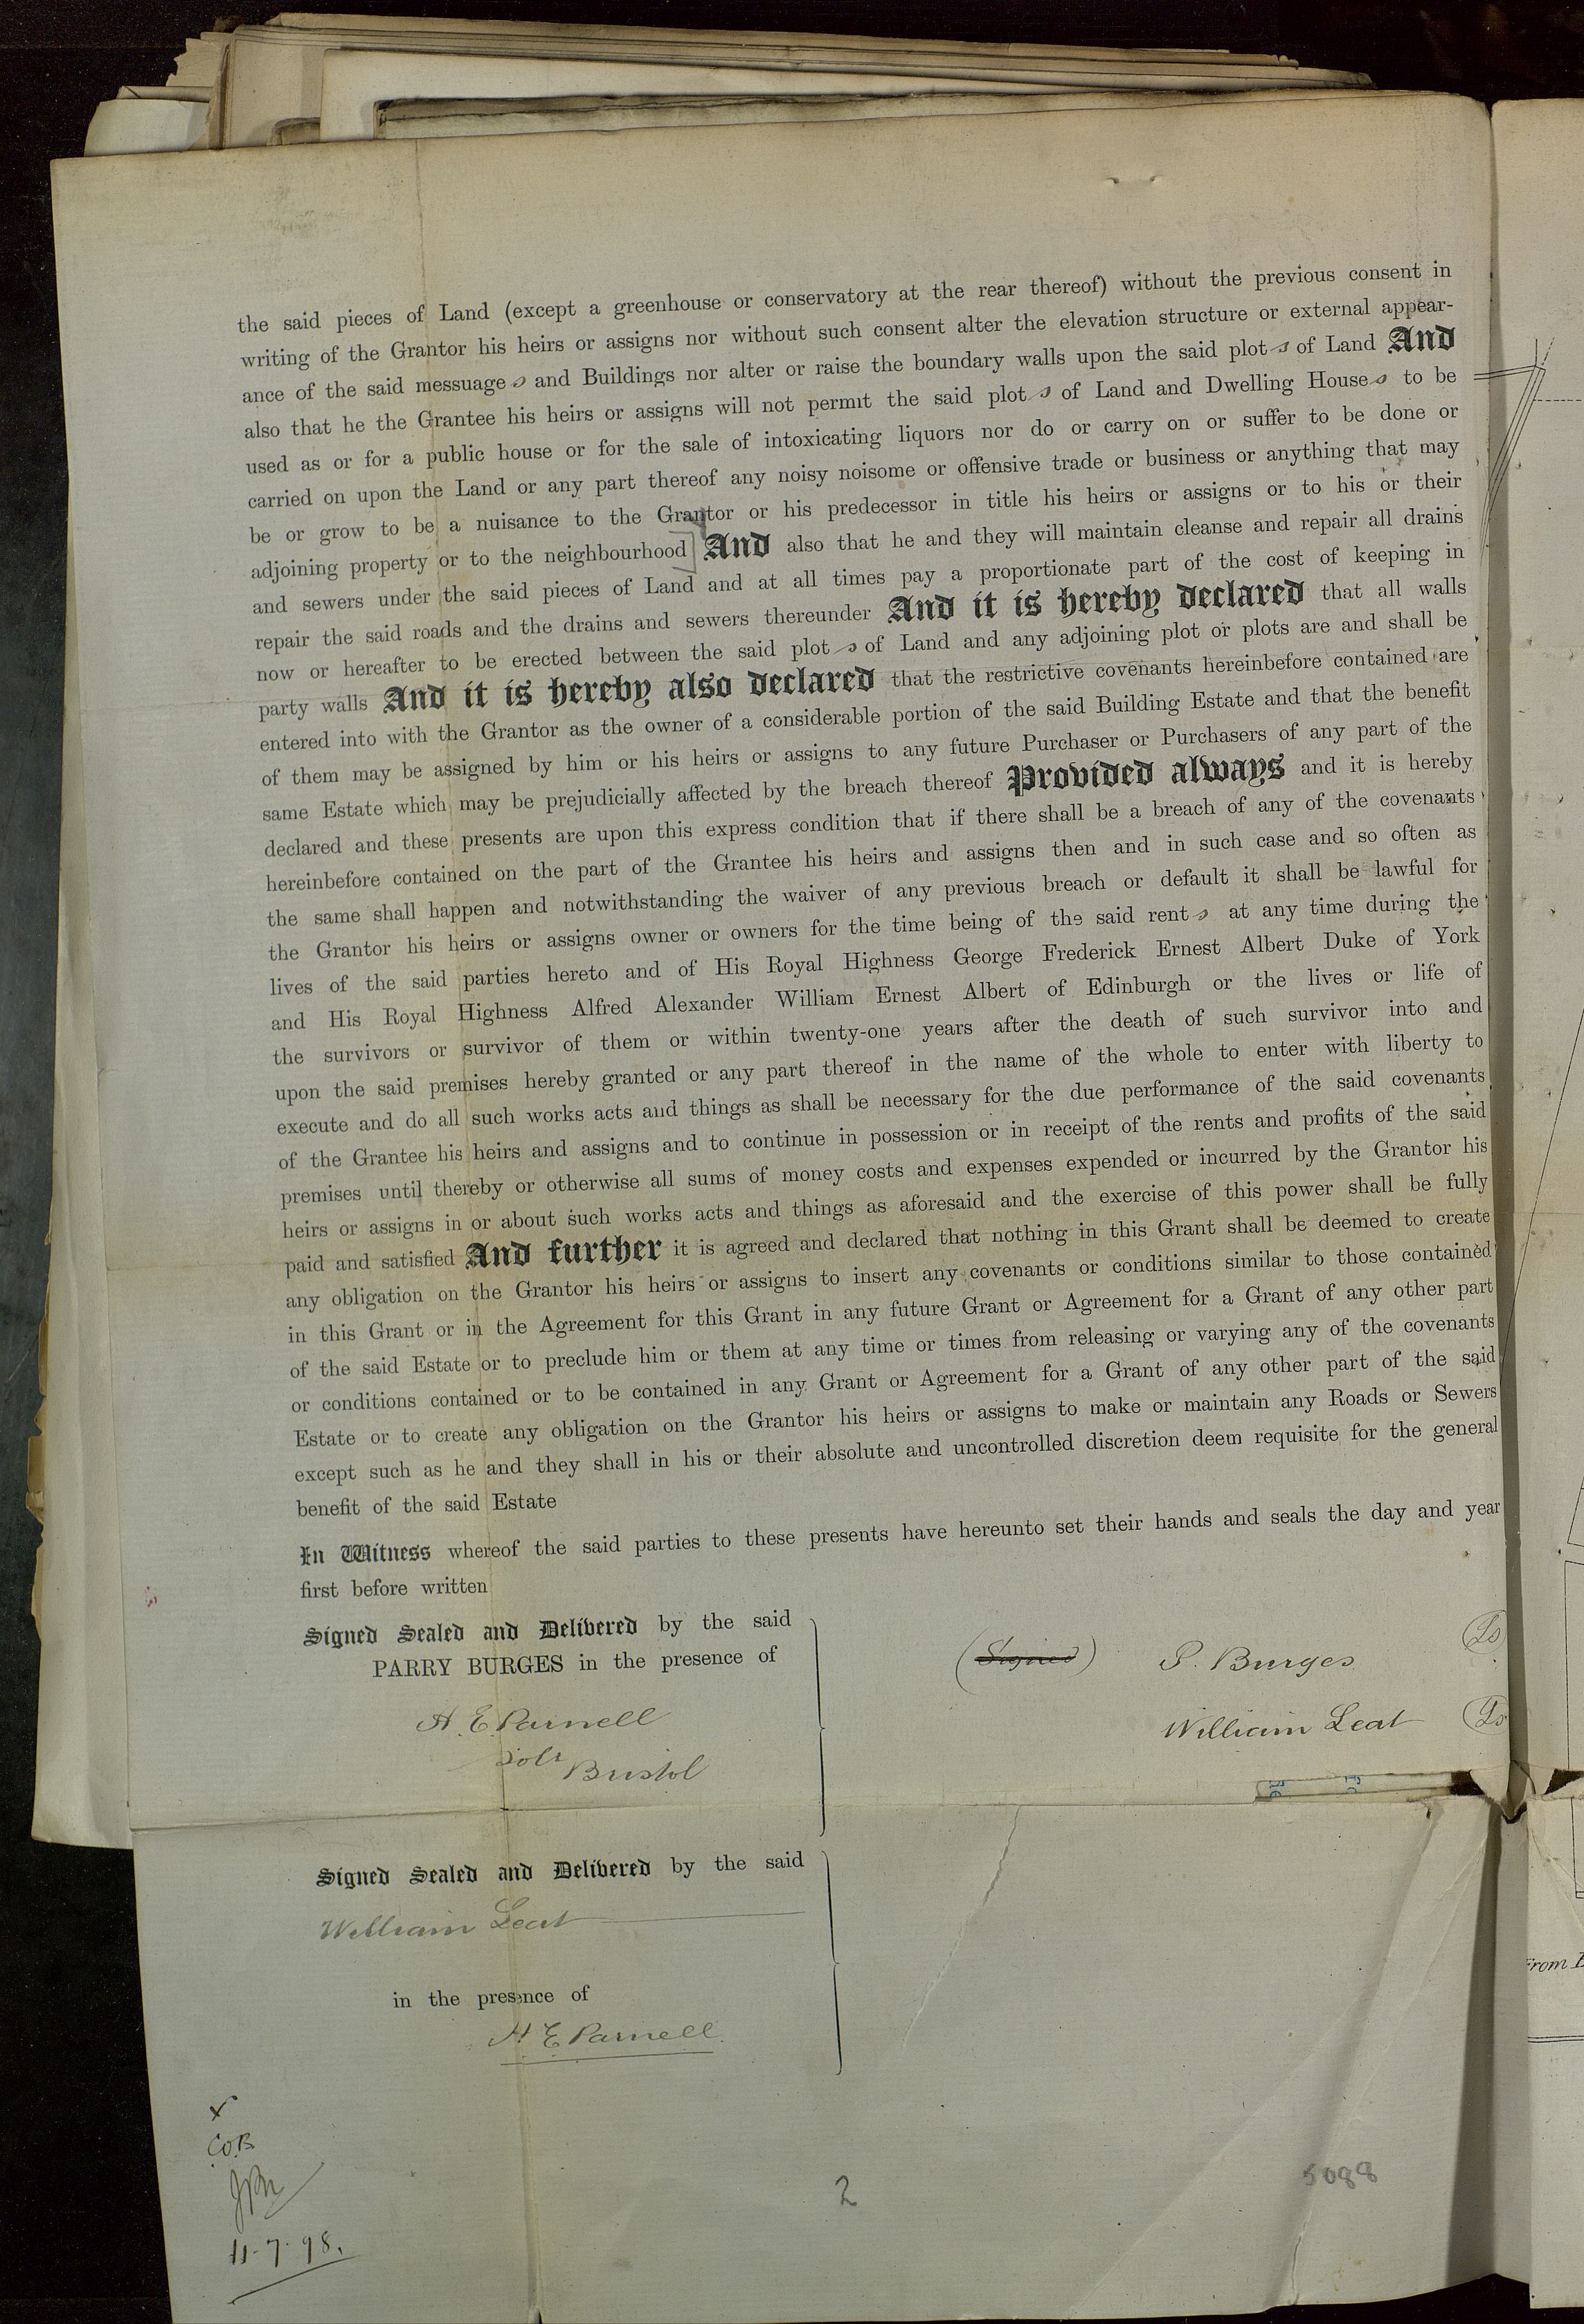 the said pieces of Land (except a greenhouse or conservatory at the rear thereof) without the previous consent in
writing of the Grantor his heirs or assigns nor without such consent alter the elevation structure or external appear-
ance of the said messuages and Buildings nor alter or raise the boundary walls upon the said plots of Land And
also that he the Grantee his heirs or assigns will not permit the said plots of Land and Dwelling Houses to be
used as or for a public house or for the sale of intoxicating liquors nor do or carry on or suffer to be done or
carried on upon the Land or any part thereof any noisy noisome or offensive trade or business or anything that may
be or grow to be a nuisance to the Grantor or his predecessor in title his heirs or assigns or to his or their
adjoining property or to the neighbourhood] And also that he and they will maintain cleanse and repair all drains
and sewers under the said pieces of Land and at all times pay a proportionate part of the cost of keeping in
repair the said roads and the drains and sewers thereunder And it is hereby declared that all walls
now or hereafter to be erected between the said plots of Land and any adjoining plot or plots are and shall be
party walls And it is hereby also declared that the restrictive covenants hereinbefore contained are
entered into with the Grantor as the owner of a considerable portion of the said Building Estate and that the benefit
of them may be assigned by him or his heirs or assigns to any future Purchaser or Purchasers of any part of the
same Estate which may be prejudicially affected by the breach thereof Provided always and it is hereby
declared and these presents are upon this express condition that if there shall be a breach of any of the covenants
hereinbefore contained on the part of the Grantee his heirs and assigns then and in such case and so often as
the same shall happen and notwithstanding the waiver of any previous breach or default it shall be lawful for
the Grantor his heirs or assigns owner or owners for the time being of the said rents at any time during the
lives of the said parties hereto and of His Royal Highness George Frederick Ernest Albert Duke of York
and His Royal Highness Alfred Alexander William Ernest Albert of Edinburgh or the lives or life of
the survivors or survivor of them or within twenty-one years after the death of such survivor into and
upon the said premises hereby granted or any part thereof in the name of the whole to enter with liberty to
execute and do all such works acts and things as shall be necessary for the due performance of the said covenants
of the Grantee his heirs and assigns and to continue in possession or in receipt of the rents and profits of the said
premises until thereby or otherwise all sums of money costs and expenses expended or incurred by the Grantor his
heirs or assigns in or about such works acts and things as aforesaid and the exercise of this power shall be fully
paid and satisfied And further it is agreed and declared that nothing in this Grant shall be deemed to create
any obligation on the Grantor his heirs or assigns to insert any covenants or conditions similar to those contained
in this Grant or in the Agreement for this Grant in any future Grant or Agreement for a Grant of any other part
of the said Estate or to preclude him or them at any time or times from releasing or varying any of the covenants
or conditions contained or to be contained in any Grant or Agreement for a Grant of any other part of the said
Estate or to create any obligation on the Grantor his heirs or assigns to make or maintain any Roads or Sewers
except such as he and they shall in his or their absolute and uncontrolled discretion deem requisite for the general
benefit of the said Estate
In Witness whereof the said parties to these presents have hereunto set their hands and seals the day and year
first before written
Signed Sealed and Delivered by the said
PARRY BURGES in the presence of
H. E. Parnell
Solr
Bristol
(Signed) P. Burges
William Leat
Signed Sealed and Delivered by the said
William Leat
in the presence of
H. E. Parnell
11-7-98.
2
5088
From